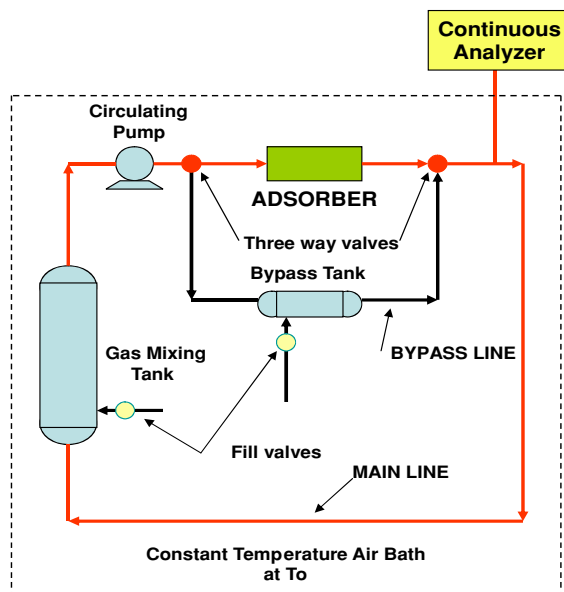 Continuous
Analyzer
Circulating
Pump
ADSORBER
Three way valves
Bypass Tank
BYPASS LINE
Gas Mixing
Tank
Fill valves
MAIN LINE
Constant Temperature Air Bath
at To